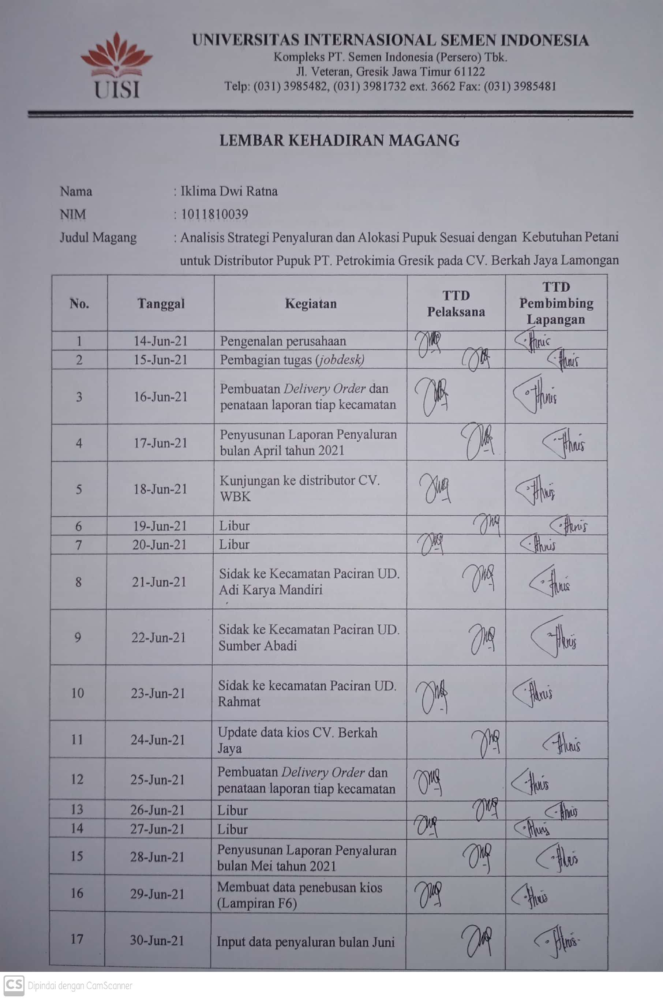 UNIVERSITAS INTERNASIONAL SEMEN INDONESIA
Kompleks PT. Semen Indonesia (Persero) Tbk.
Jl. Veteran, Gresik Jawa Timur 61122
Telp: (031) 3985482, (031) 3981732 ext. 3662 Fax: (031) 3985481
UISI
LEMBAR KEHADIRAN MAGANG
Nama : Iklima Dwi Ratna
NIM : 1011810039
Judul Magang : Analisis Strategi Penyaluran dan Alokasi Pupuk Sesuai dengan Kebutuhan Petani
untuk Distributor Pupuk PT. Petrokimia Gresik pada CV. Berkah Jaya Lamongan
No. Tanggal Kegiatan TTD Pelaksana TTD Pembimbing Lapangan
1 14-Jun-21 Pengenalan perusahaan
2 15-Jun-21 Pembagian tugas (jobdesk)
3 16-Jun-21 Pembuatan Delivery Order dan
penataan laporan tiap kecamatan
4 17-Jun-21 Penyusunan Laporan Penyaluran
bulan April tahun 2021
5 18-Jun-21 Kunjungan ke distributor CV.
WBK
6 19-Jun-21 Libur
7 20-Jun-21 Libur
8 21-Jun-21 Sidak ke Kecamatan Paciran UD.
Adi Karya Mandiri
9 22-Jun-21 Sidak ke Kecamatan Paciran UD.
Sumber Abadi
10 23-Jun-21 Sidak ke kecamatan Paciran UD.
Rahmat
11 24-Jun-21 Update data kios CV. Berkah
Jaya
12 25-Jun-21 Pembuatan Delivery Order dan
penataan laporan tiap kecamatan
13 26-Jun-21 Libur
14 27-Jun-21 Libur
15 28-Jun-21 Penyusunan Laporan Penyaluran
bulan Mei tahun 2021
16 29-Jun-21 Membuat data penebusan kios
(Lampiran F6)
17 30-Jun-21 Input data penyaluran bulan Juni
CS Dipindai dengan CamScanner